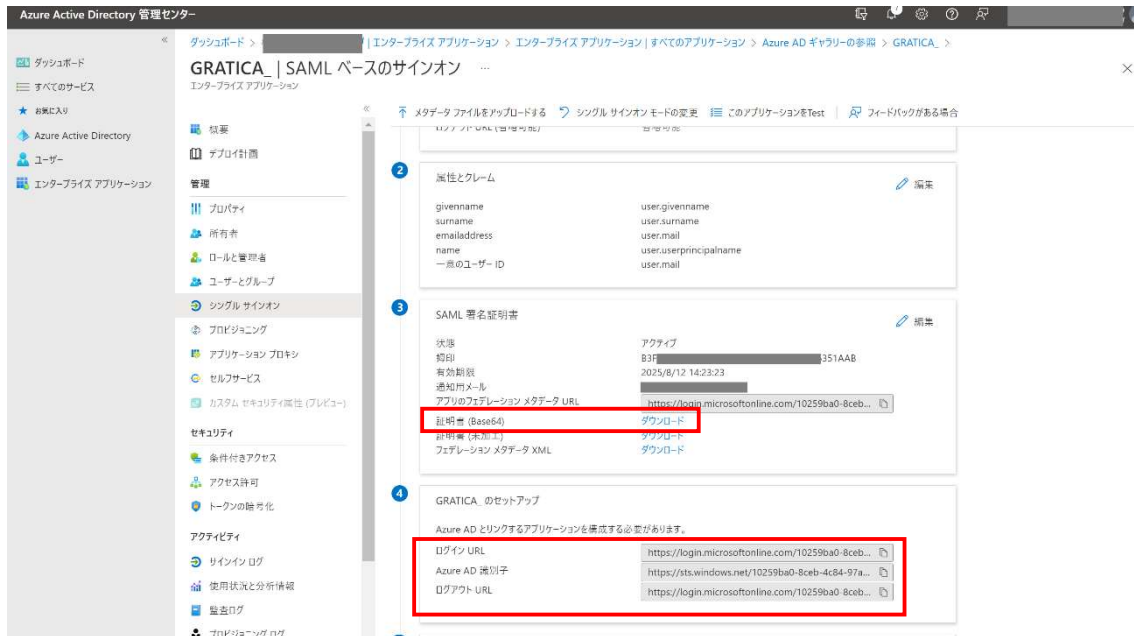 Azure Active Directory 管理センター
«
ダッシュボード
すべてのサービス
お気に入り
Azure Active Directory
ユーザー
エンタープライズ アプリケーション
ダッシュボード > | エンタープライズ アプリケーション > エンタープライズ アプリケーション | すべてのアプリケーション > Azure AD ギャラリーの参照 > GRATICA_ >
GRATICA_ | SAML ベースのサインオン …
エンタープライズ アプリケーション
«
概要
デプロイ計画
管理
プロパティ
所有者
ロールと管理者
ユーザーとグループ
シングル サインオン
プロビジョニング
アプリケーション プロキシ
セルフサービス
カスタム セキュリティ属性 (プレビュー)
セキュリティ
条件付きアクセス
アクセス許可
トークンの暗号化
アクティビティ
サインイン ログ
使用状況と分析情報
監査ログ
プロビジョニング ログ
メタデータ ファイルをアップロードする シングル サインオン モードの変更 このアプリケーションをTest | フィードバックがある場合
ログアウト URL (省略可能) 省略可能
2
属性とクレーム 編集
givenname user.givenname
surname user.surname
emailaddress user.mail
name user.userprincipalname
一意のユーザー ID user.mail
3
SAML 署名証明書 編集
状態 アクティブ
拇印 B3F 351AAB
有効期限 2025/8/12 14:23:23
通知用メール
アプリのフェデレーション メタデータ URL https://login.microsoftonline.com/10259ba0-8ceb...
証明書 (Base64) ダウンロード
証明書 (未加工) ダウンロード
フェデレーション メタデータ XML ダウンロード
4
GRATICA_ のセットアップ
Azure AD とリンクするアプリケーションを構成する必要があります。
ログイン URL https://login.microsoftonline.com/10259ba0-8ceb...
Azure AD 識別子 https://sts.windows.net/10259ba0-8ceb-4c84-97a...
ログアウト URL https://login.microsoftonline.com/10259ba0-8ceb...